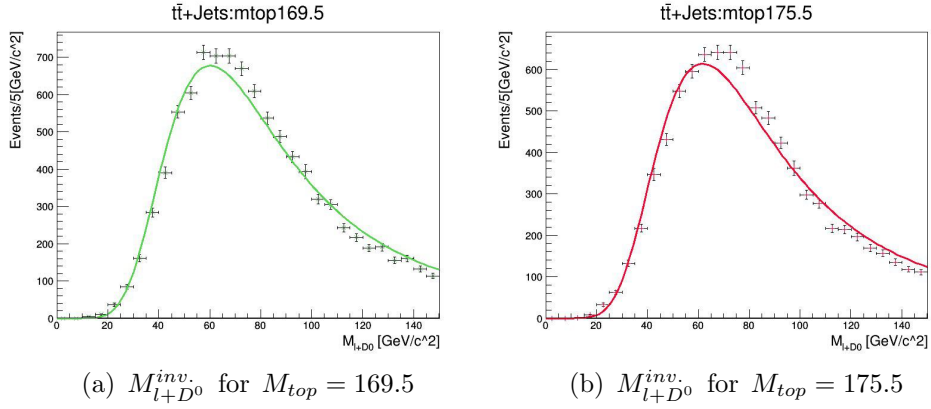 tt̄+Jets:mtop169.5
Events/5[GeV/c^2]
700
600
500
400
300
200
100
0
0 20 40 60 80 100 120 140
M_{l+D0} [GeV/c^2]
(a) M^{inv.}_{l+D^0} for M_{top} = 169.5
tt̄+Jets:mtop175.5
Events/5[GeV/c^2]
600
500
400
300
200
100
0
0 20 40 60 80 100 120 140
M_{l+D0} [GeV/c^2]
(b) M^{inv.}_{l+D^0} for M_{top} = 175.5